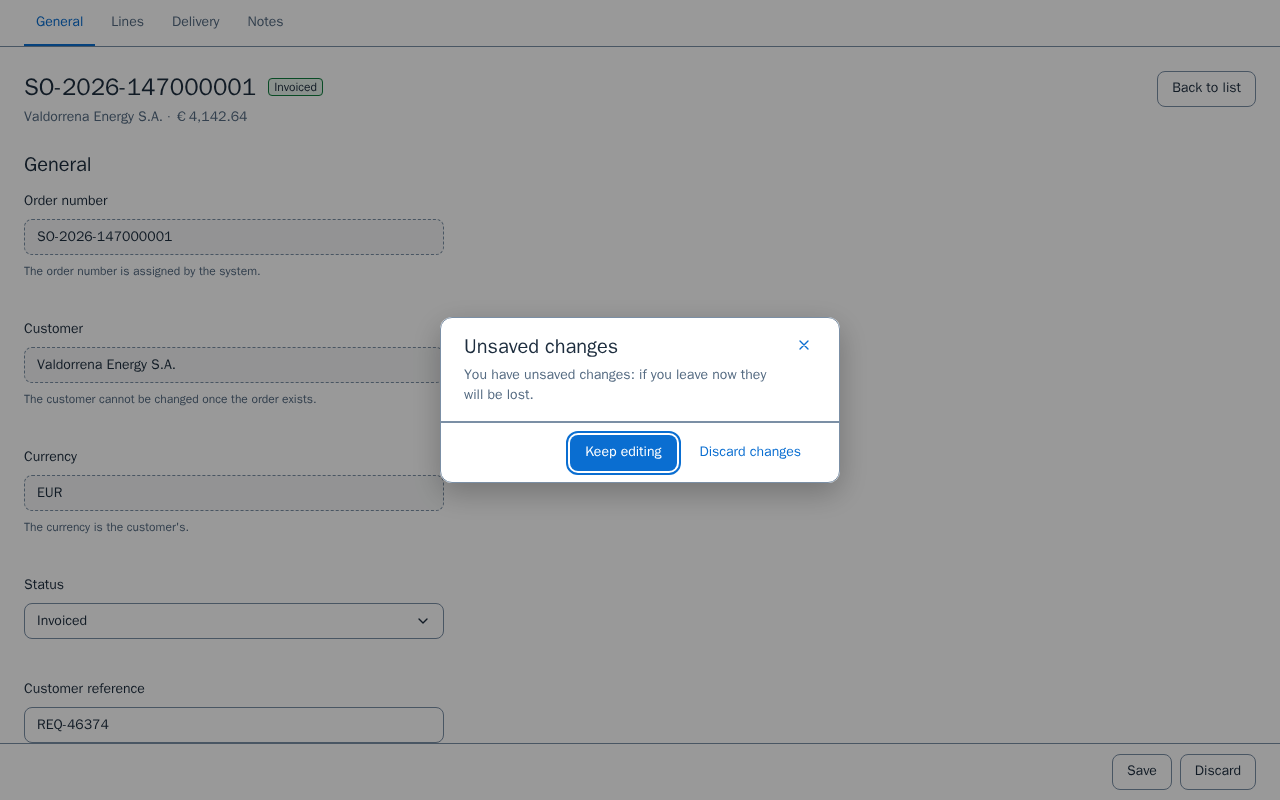 General Lines Delivery Notes
SO-2026-147000001 Invoiced
Back to list
Valdorrena Energy S.A. · € 4,142.64
General
Order number
SO-2026-147000001
The order number is assigned by the system.
Customer
Valdorrena Energy S.A.
The customer cannot be changed once the order exists.
Currency
EUR
The currency is the customer's.
Status
Invoiced
Customer reference
REQ-46374
Unsaved changes
You have unsaved changes: if you leave now they
will be lost.
Keep editing Discard changes
Save Discard